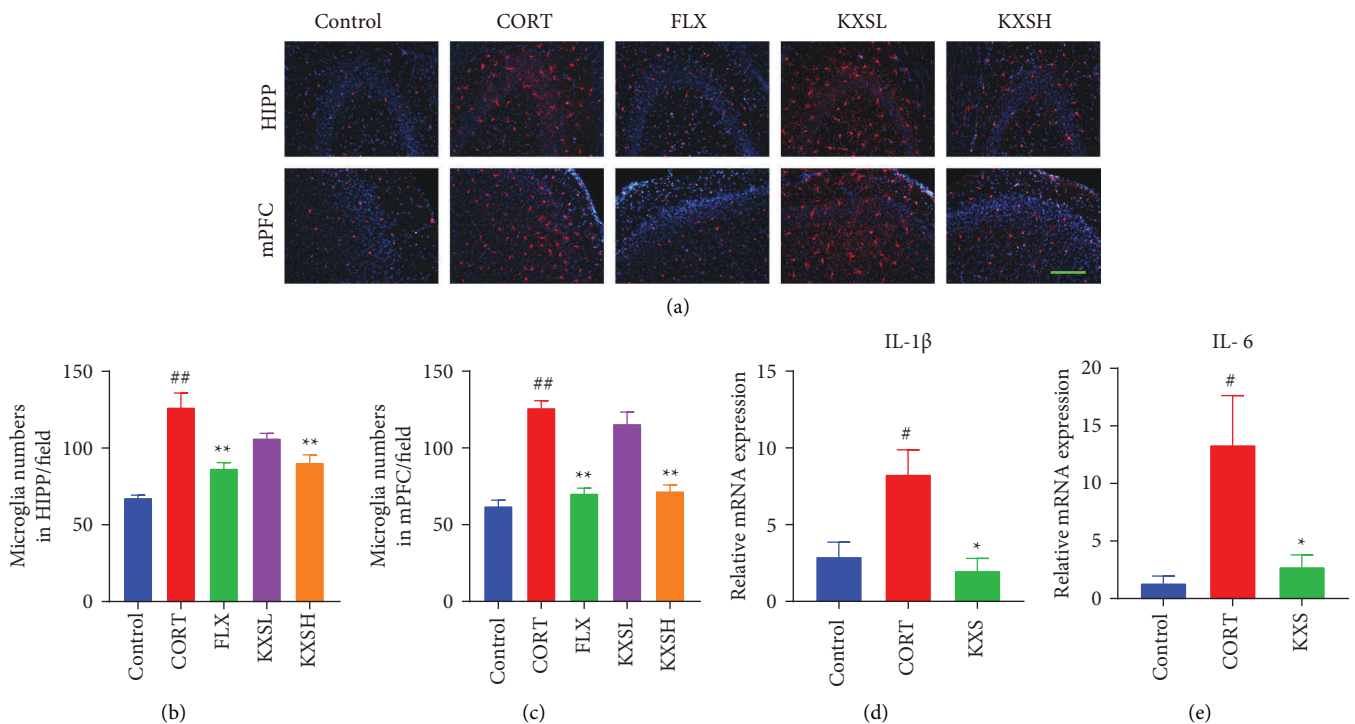 Control CORT FLX KXSL KXSH
HIPP
mPFC
(a)
Microglia numbers
in HIPP/field
150
100
50
0
##
**
**
Control
CORT
FLX
KXSL
KXSH
(b)
Microglia numbers
in mPFC/field
150
100
50
0
##
**
**
Control
CORT
FLX
KXSL
KXSH
(c)
IL-1β
Relative mRNA expression
15
10
5
0
#
*
Control
CORT
KXS
(d)
IL- 6
Relative mRNA expression
20
15
10
5
0
#
*
Control
CORT
KXS
(e)